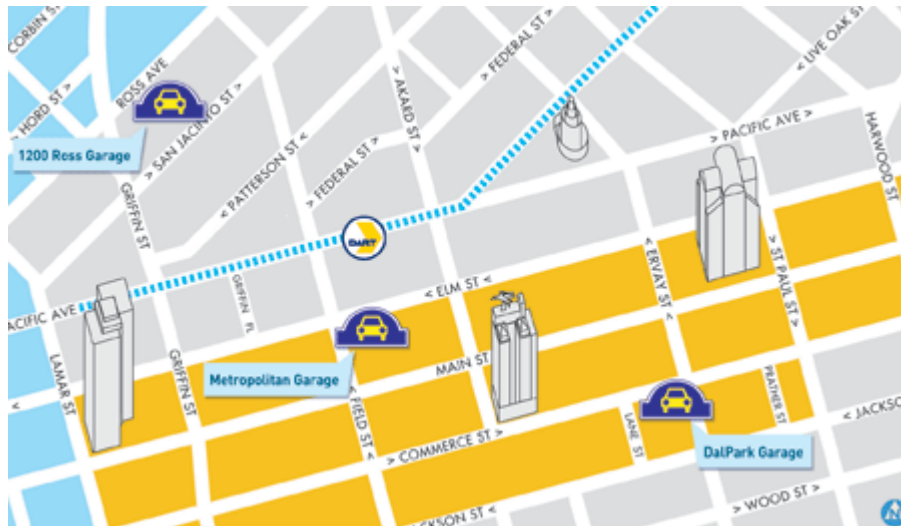 CORBIN ST
< HORD ST >
ROSS AVE
> SAN JACINTO ST >
1200 Ross Garage
< PATTERSON ST <
> FEDERAL ST >
> AKARD ST >
> FEDERAL ST >
< LIVE OAK ST >
> PACIFIC AVE >
HARWOOD ST
GRIFFIN ST
DART
GRIFFIN PL
PACIFIC AVE
< ELM ST <
< ERVAY ST <
> ST PAUL ST >
LAMAR ST
GRIFFIN ST
Metropolitan Garage
MAIN ST
< FIELD ST <
> COMMERCE ST >
LANE ST
PRATHER ST
DalPark Garage
< JACKSO
> WOOD ST >
CKSON ST <